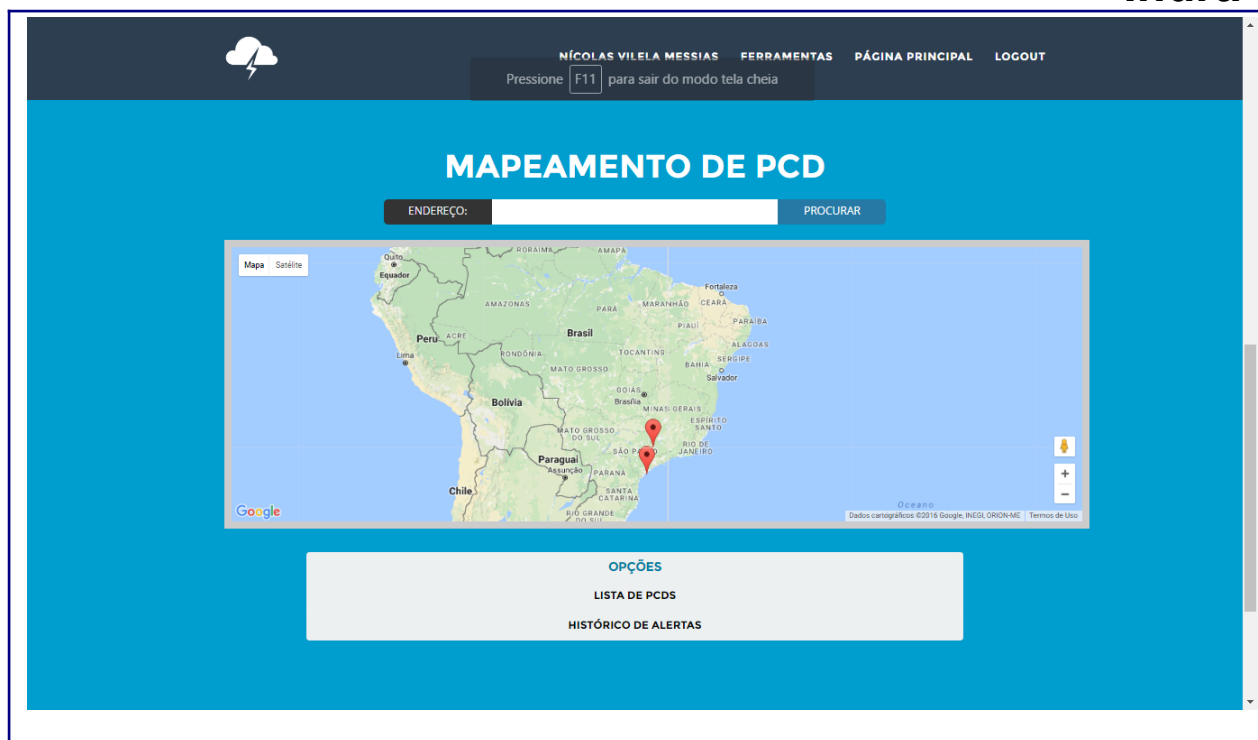 NÍCOLAS VILELA MESSIAS FERRAMENTAS PÁGINA PRINCIPAL LOGOUT
Pressione F11 para sair do modo tela cheia
MAPEAMENTO DE PCD
ENDEREÇO: PROCURAR
Mapa Satélite
Quito
Equador
RORAIMA
AMAPÁ
Fortaleza
AMAZONAS
PARÁ
MARANHÃO
CEARÁ
PIAUÍ
PARAÍBA
Peru
ACRE
Brasil
ALAGOAS
Lima
RONDÔNIA
TOCANTINS
SERGIPE
BAHIA
MATO GROSSO
Salvador
GOIÁS
Brasília
Bolívia
MINAS GERAIS
ESPÍRITO
SANTO
MATO GROSSO
DO SUL
RIO DE
JANEIRO
Paraguai
Assunção
PARANÁ
Chile
SANTA
CATARINA
RIO GRANDE
DO SUL
Oceano
Google
Dados cartográficos ©2016 Google, INEGI, ORION-ME Termos de Uso
OPÇÕES
LISTA DE PCDS
HISTÓRICO DE ALERTAS